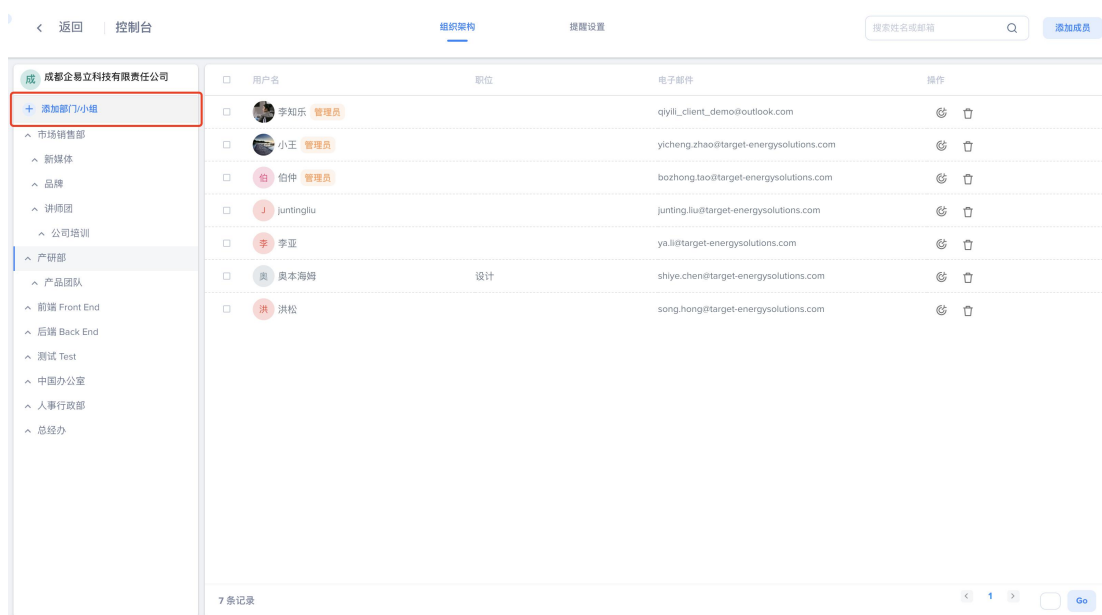 返回 控制台 组织架构 提醒设置 搜索姓名或邮箱 添加成员
成 成都企易立科技有限责任公司
添加部门/小组
市场销售部
新媒体
品牌
讲师团
公司培训
产研部
产品团队
前端 Front End
后端 Back End
测试 Test
中国办公室
人事行政部
总经办
用户名 职位 电子邮件 操作
李知乐 管理员 qiyili_client_demo@outlook.com
小王 管理员 yicheng.zhao@target-energysolutions.com
伯 伯仲 管理员 bozhong.tao@target-energysolutions.com
J juntingliu junting.liu@target-energysolutions.com
李 李亚 ya.li@target-energysolutions.com
奥 奥本海姆 设计 shiye.chen@target-energysolutions.com
洪 洪松 song.hong@target-energysolutions.com
7 条记录 1 Go